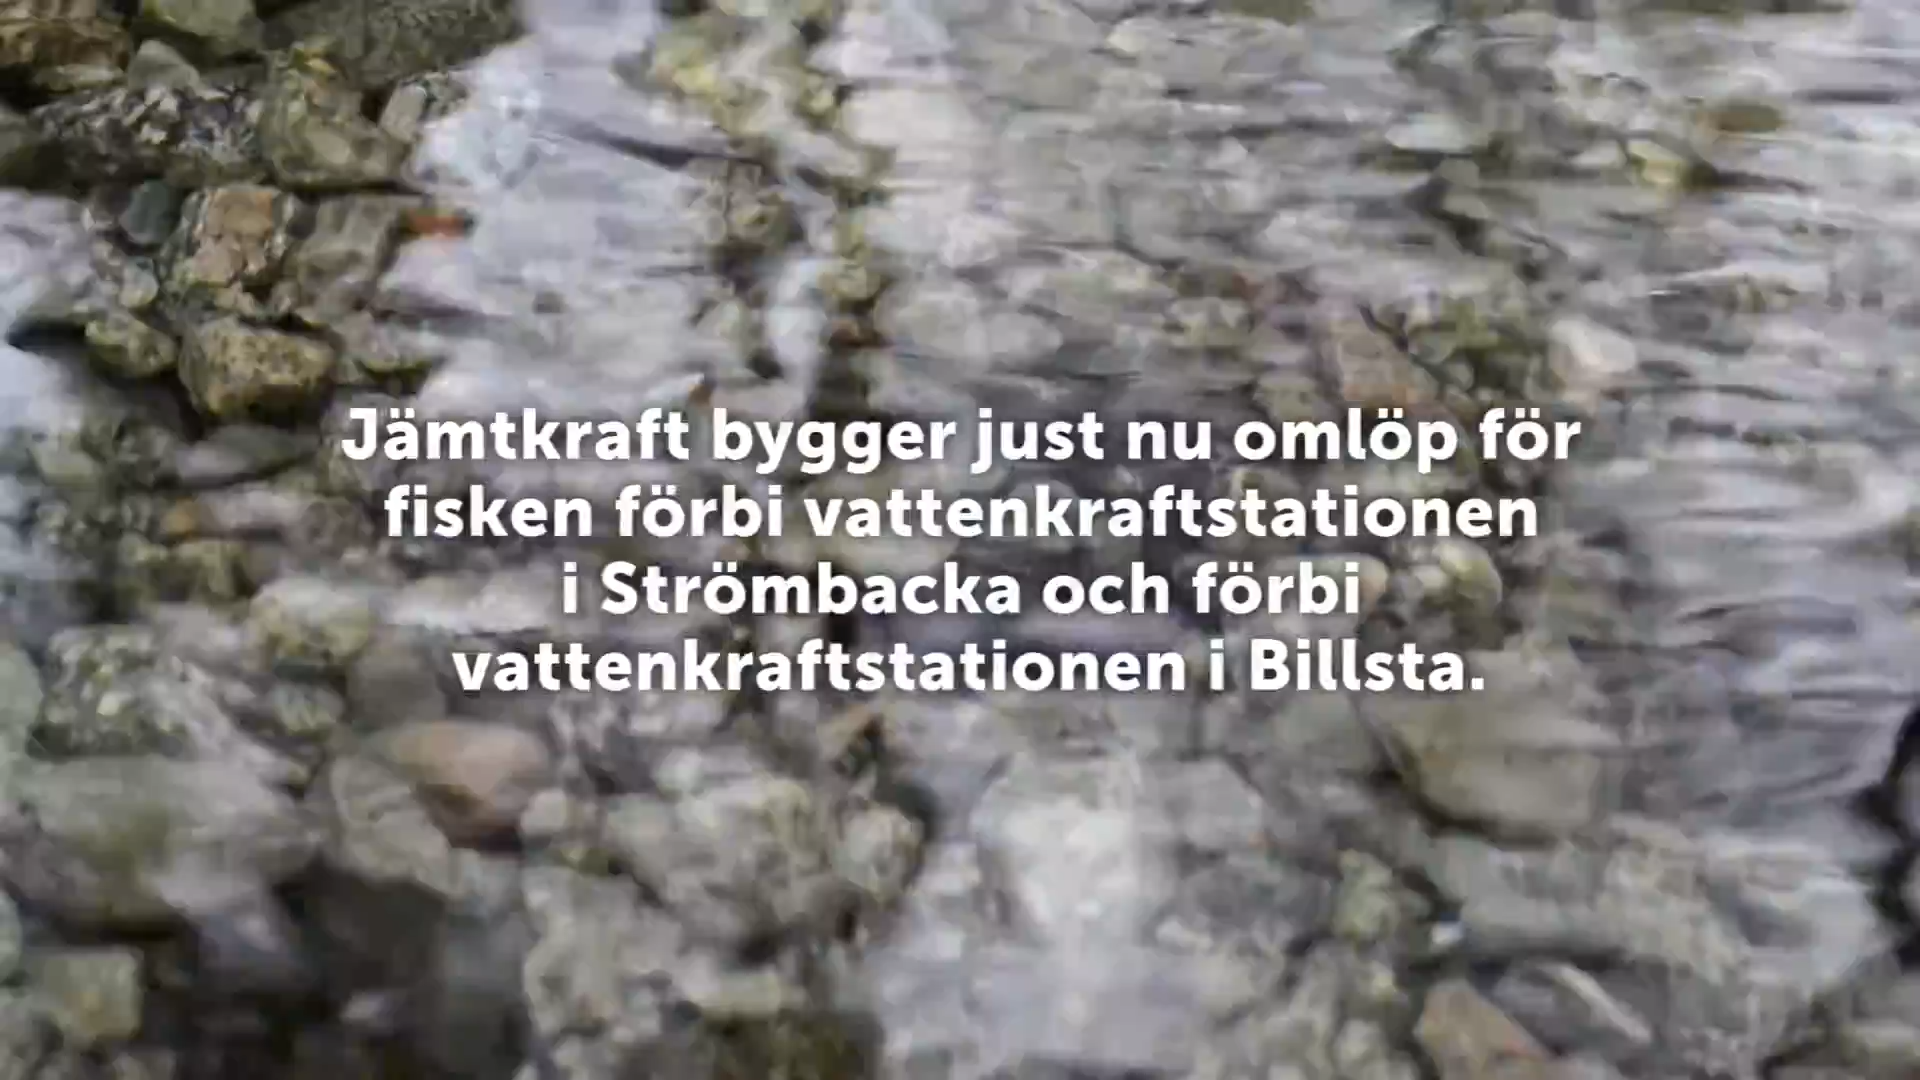 Jämtkraft bygger just nu omlöp för
fisken förbi vattenkraftstationen
i Strömbacka och förbi
vattenkraftstationen i Billsta.